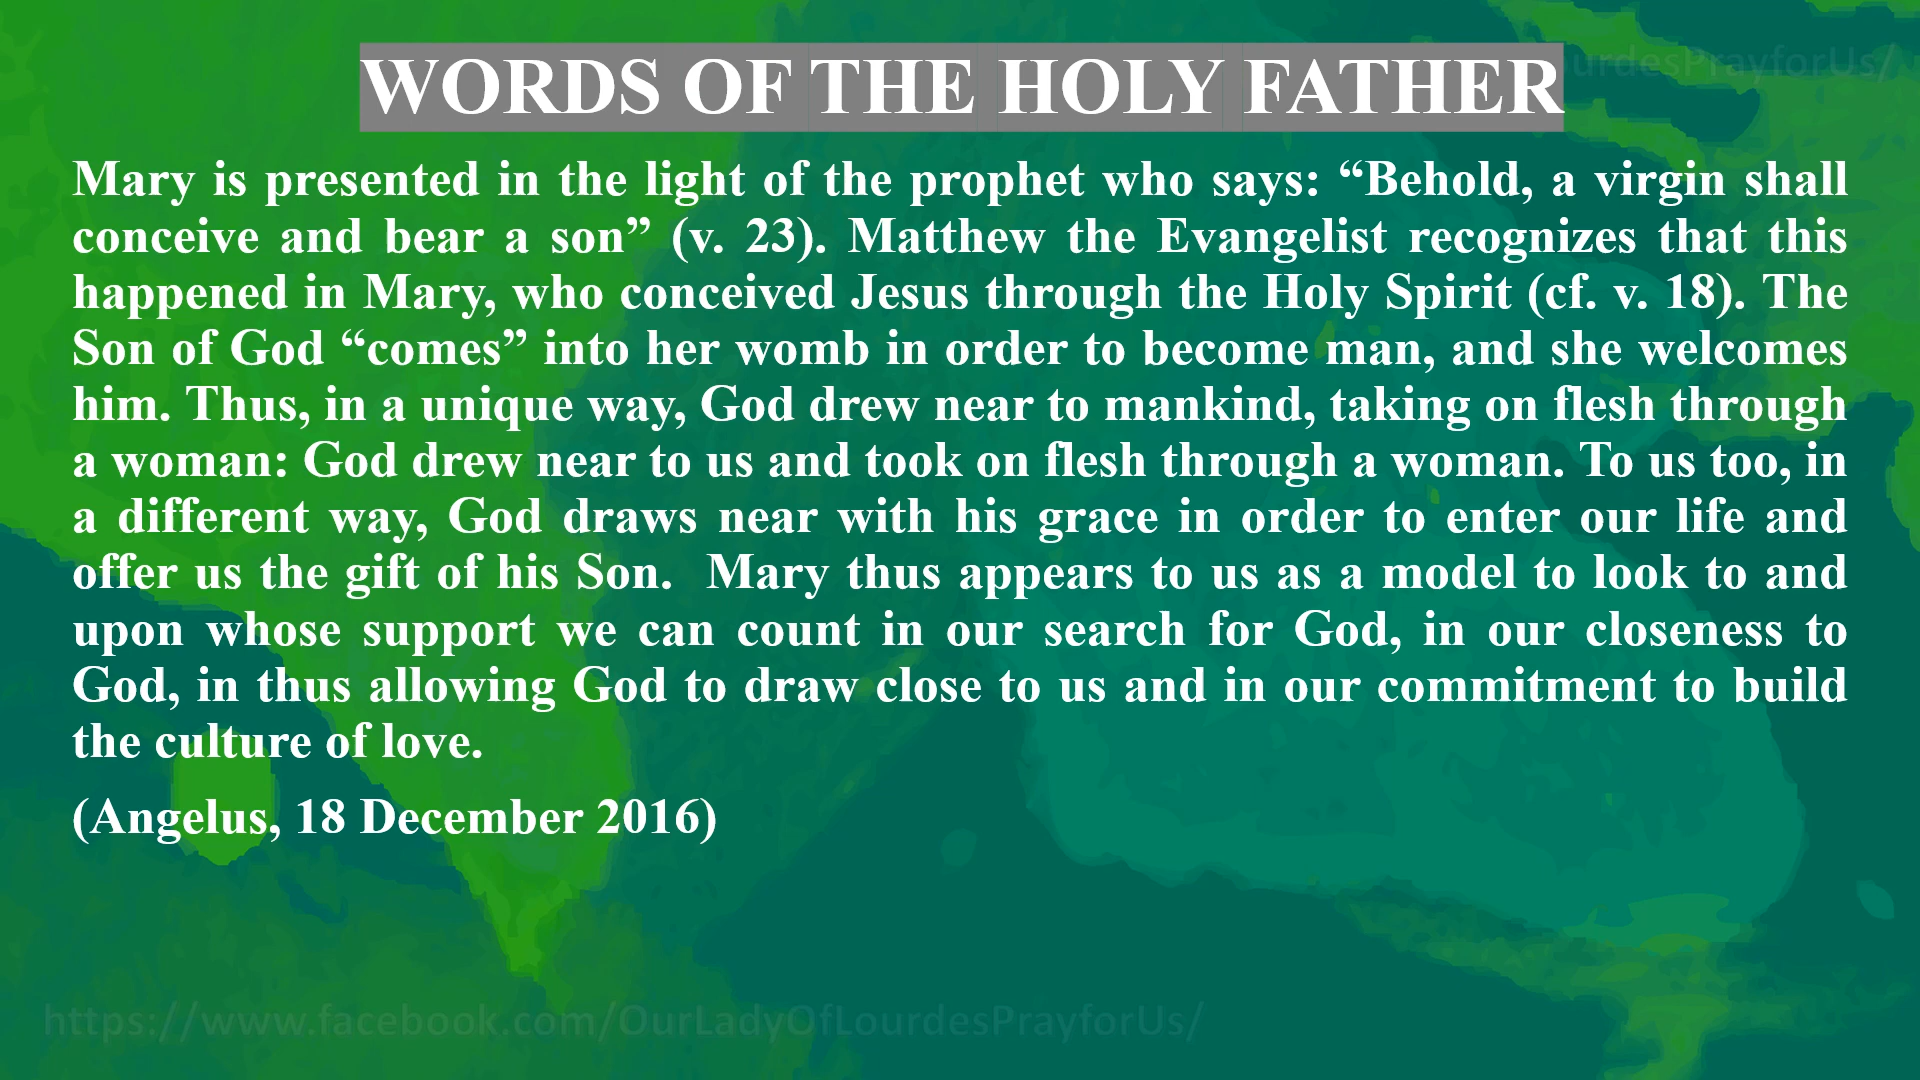 WORDS OF THE HOLY FATHER
urdesPrayforUs/
Mary is presented in the light of the prophet who says: “Behold, a virgin shall
conceive and bear a son” (v. 23). Matthew the Evangelist recognizes that this
happened in Mary, who conceived Jesus through the Holy Spirit (cf. v. 18). The
Son of God “comes” into her womb in order to become man, and she welcomes
him. Thus, in a unique way, God drew near to mankind, taking on flesh through
a woman: God drew near to us and took on flesh through a woman. To us too, in
a different way, God draws near with his grace in order to enter our life and
offer us the gift of his Son.  Mary thus appears to us as a model to look to and
upon whose support we can count in our search for God, in our closeness to
God, in thus allowing God to draw close to us and in our commitment to build
the culture of love.
(Angelus, 18 December 2016)
https://www.facebook.com/OurLadyOfLourdesPrayforUs/